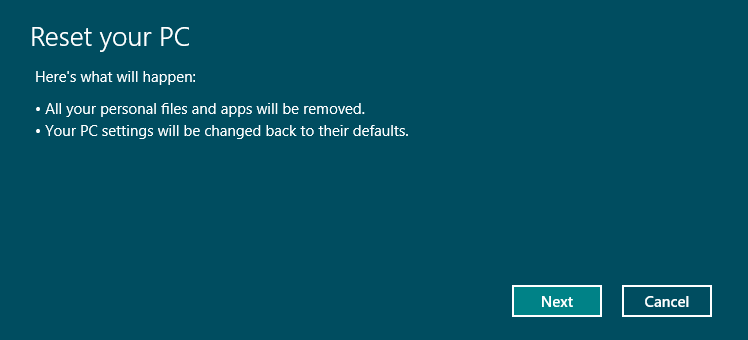 Reset your PC
Here's what will happen:
• All your personal files and apps will be removed.
• Your PC settings will be changed back to their defaults.
Next Cancel